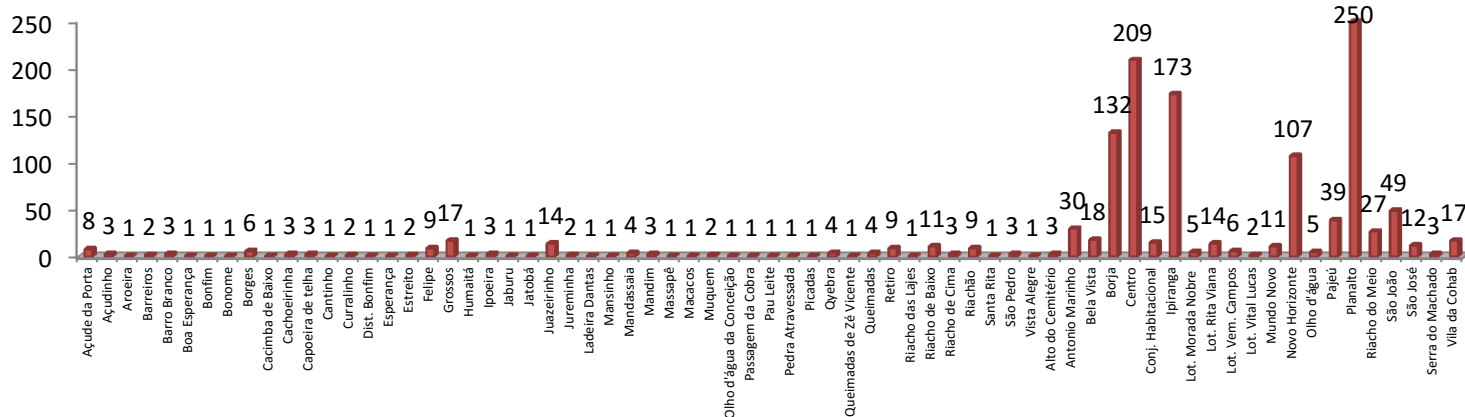 250
200
150
100
50
0
8
3
1
2
3
1
1
1
6
1
3
3
1
2
1
1
2
9
17
1
3
1
1
14
2
1
1
4
3
1
1
2
1
1
1
1
1
4
1
4
9
1
11
3
9
1
3
1
3
30
18
132
209
15
173
5
14
6
2
11
107
5
39
250
27
49
12
3
17
Açude da Porta
Açudinho
Aroeira
Barreiros
Barro Branco
Boa Esperança
Bonfim
Bonome
Borges
Cacimba de Baixo
Cachoeirinha
Capoeira de telha
Cantinho
Currainho
Dist. Bonfim
Esperança
Estreito
Felipe
Grossos
Humaitá
Ipoeira
Jaburu
Jatobá
Juazeirinho
Jureminha
Ladeira Dantas
Mansinho
Mandassaia
Mandim
Massapê
Macacos
Muquem
Olho d'água da Conceição
Passagem da Cobra
Pau Leite
Pedra Atravessada
Picadas
Qyebra
Queimadas de Zé Vicente
Queimadas
Retiro
Riacho das Lajes
Riacho de Baixo
Riacho de Cima
Riachão
Santa Rita
São Pedro
Vista Alegre
Alto do Cemitério
Antonio Marinho
Bela Vista
Borja
Centro
Conj. Habitacional
Ipiranga
Lot. Morada Nobre
Lot. Rita Viana
Lot. Vem. Campos
Lot. Vital Lucas
Mundo Novo
Novo Horizonte
Olho d'água
Pajeú
Planalto
Riacho do Meio
São João
São José
Serra do Machado
Vila da Cohab